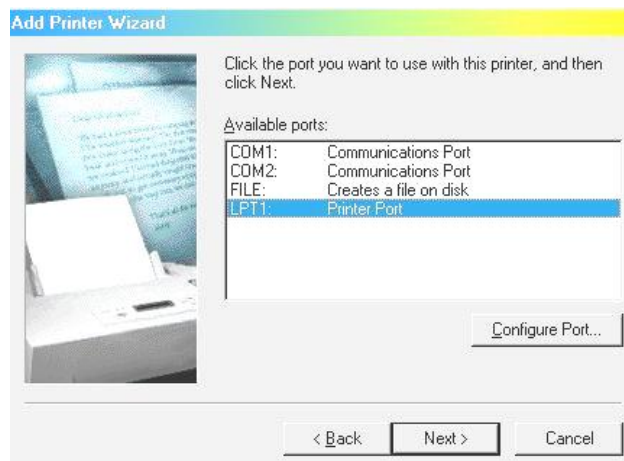 Add Printer Wizard
Click the port you want to use with this printer, and then
click Next.
Available ports:
COM1: Communications Port
COM2: Communications Port
FILE: Creates a file on disk
LPT1: Printer Port
Configure Port...
< Back Next > Cancel